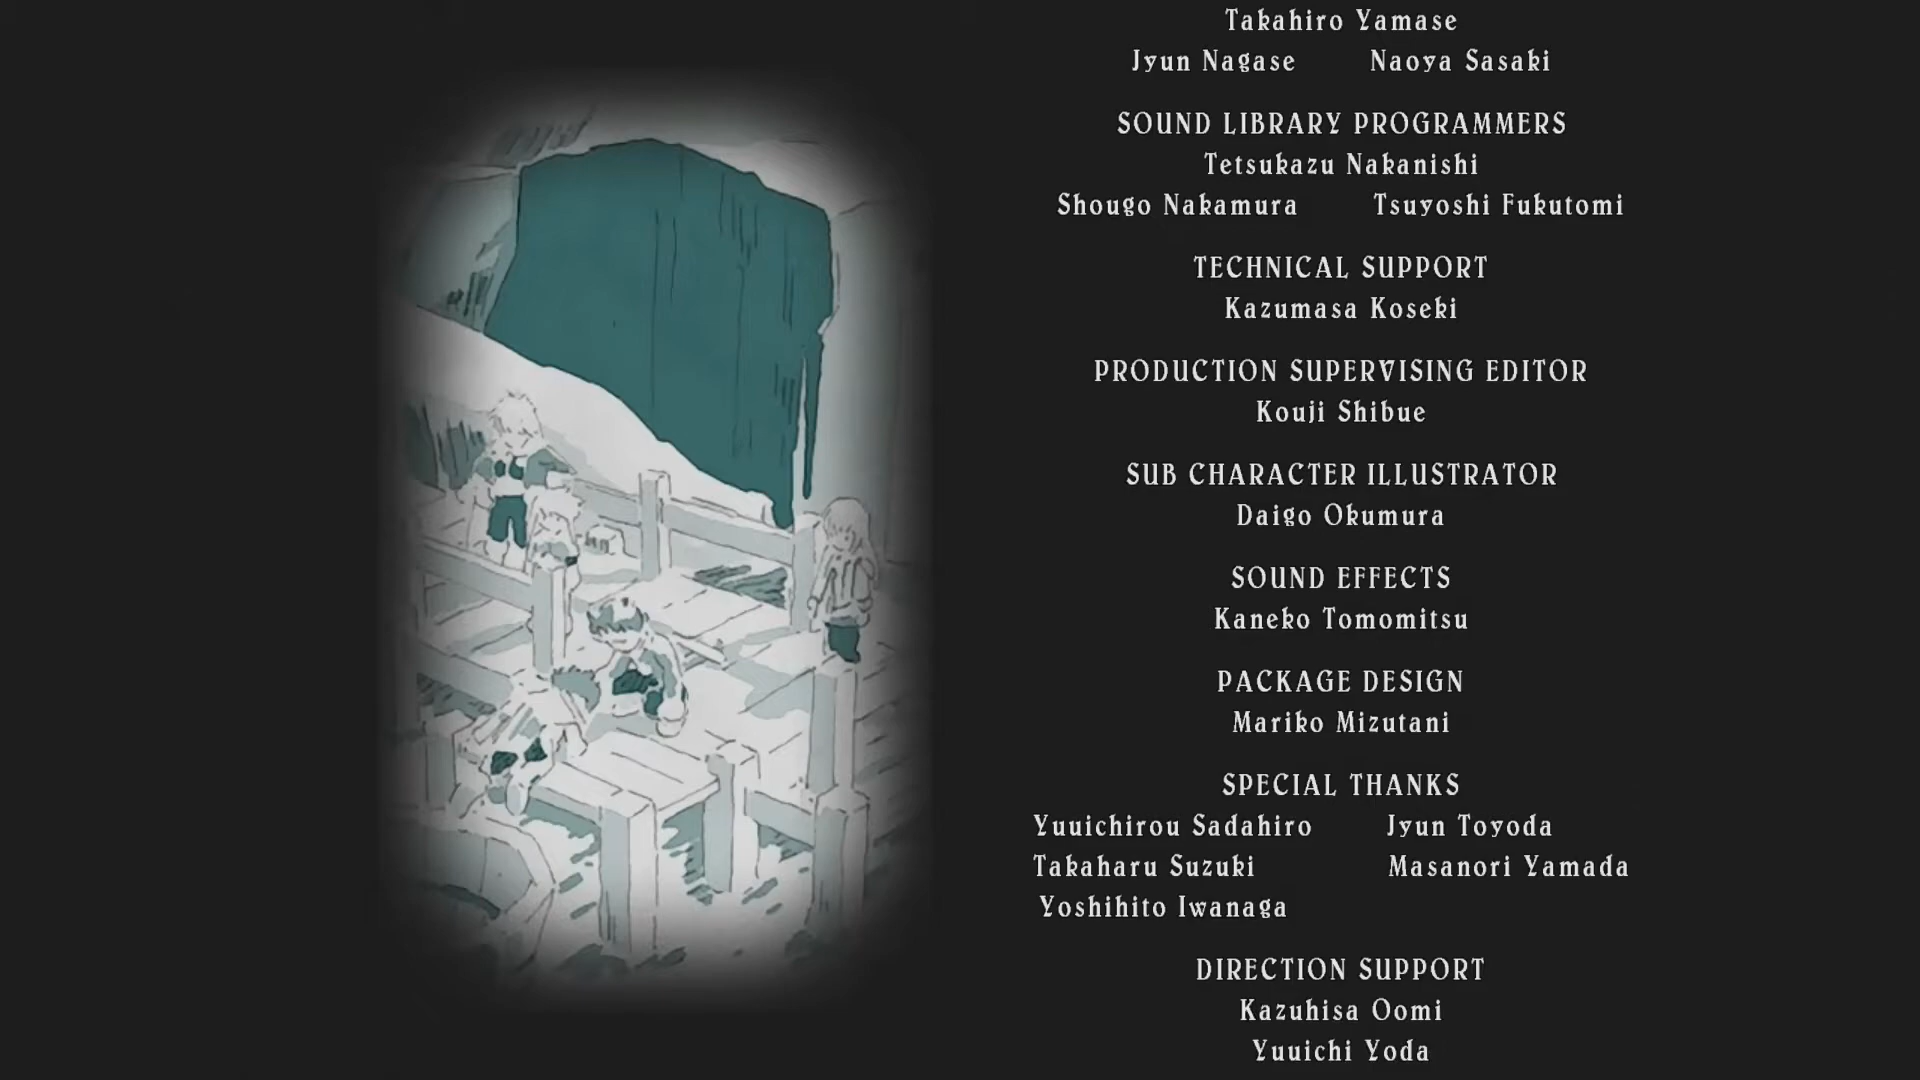 Takahiro Yamase
Jyun Nagase Naoya Sasaki
SOUND LIBRARY PROGRAMMERS
Tetsukazu Nakanishi
Shougo Nakamura Tsuyoshi Fukutomi
TECHNICAL SUPPORT
Kazumasa Koseki
PRODUCTION SUPERVISING EDITOR
Kouji Shibue
SUB CHARACTER ILLUSTRATOR
Daigo Okumura
SOUND EFFECTS
Kaneko Tomomitsu
PACKAGE DESIGN
Mariko Mizutani
SPECIAL THANKS
Yuuichirou Sadahiro Jyun Toyoda
Takaharu Suzuki Masanori Yamada
Yoshihito Iwanaga
DIRECTION SUPPORT
Kazuhisa Oomi
Yuuichi Yoda